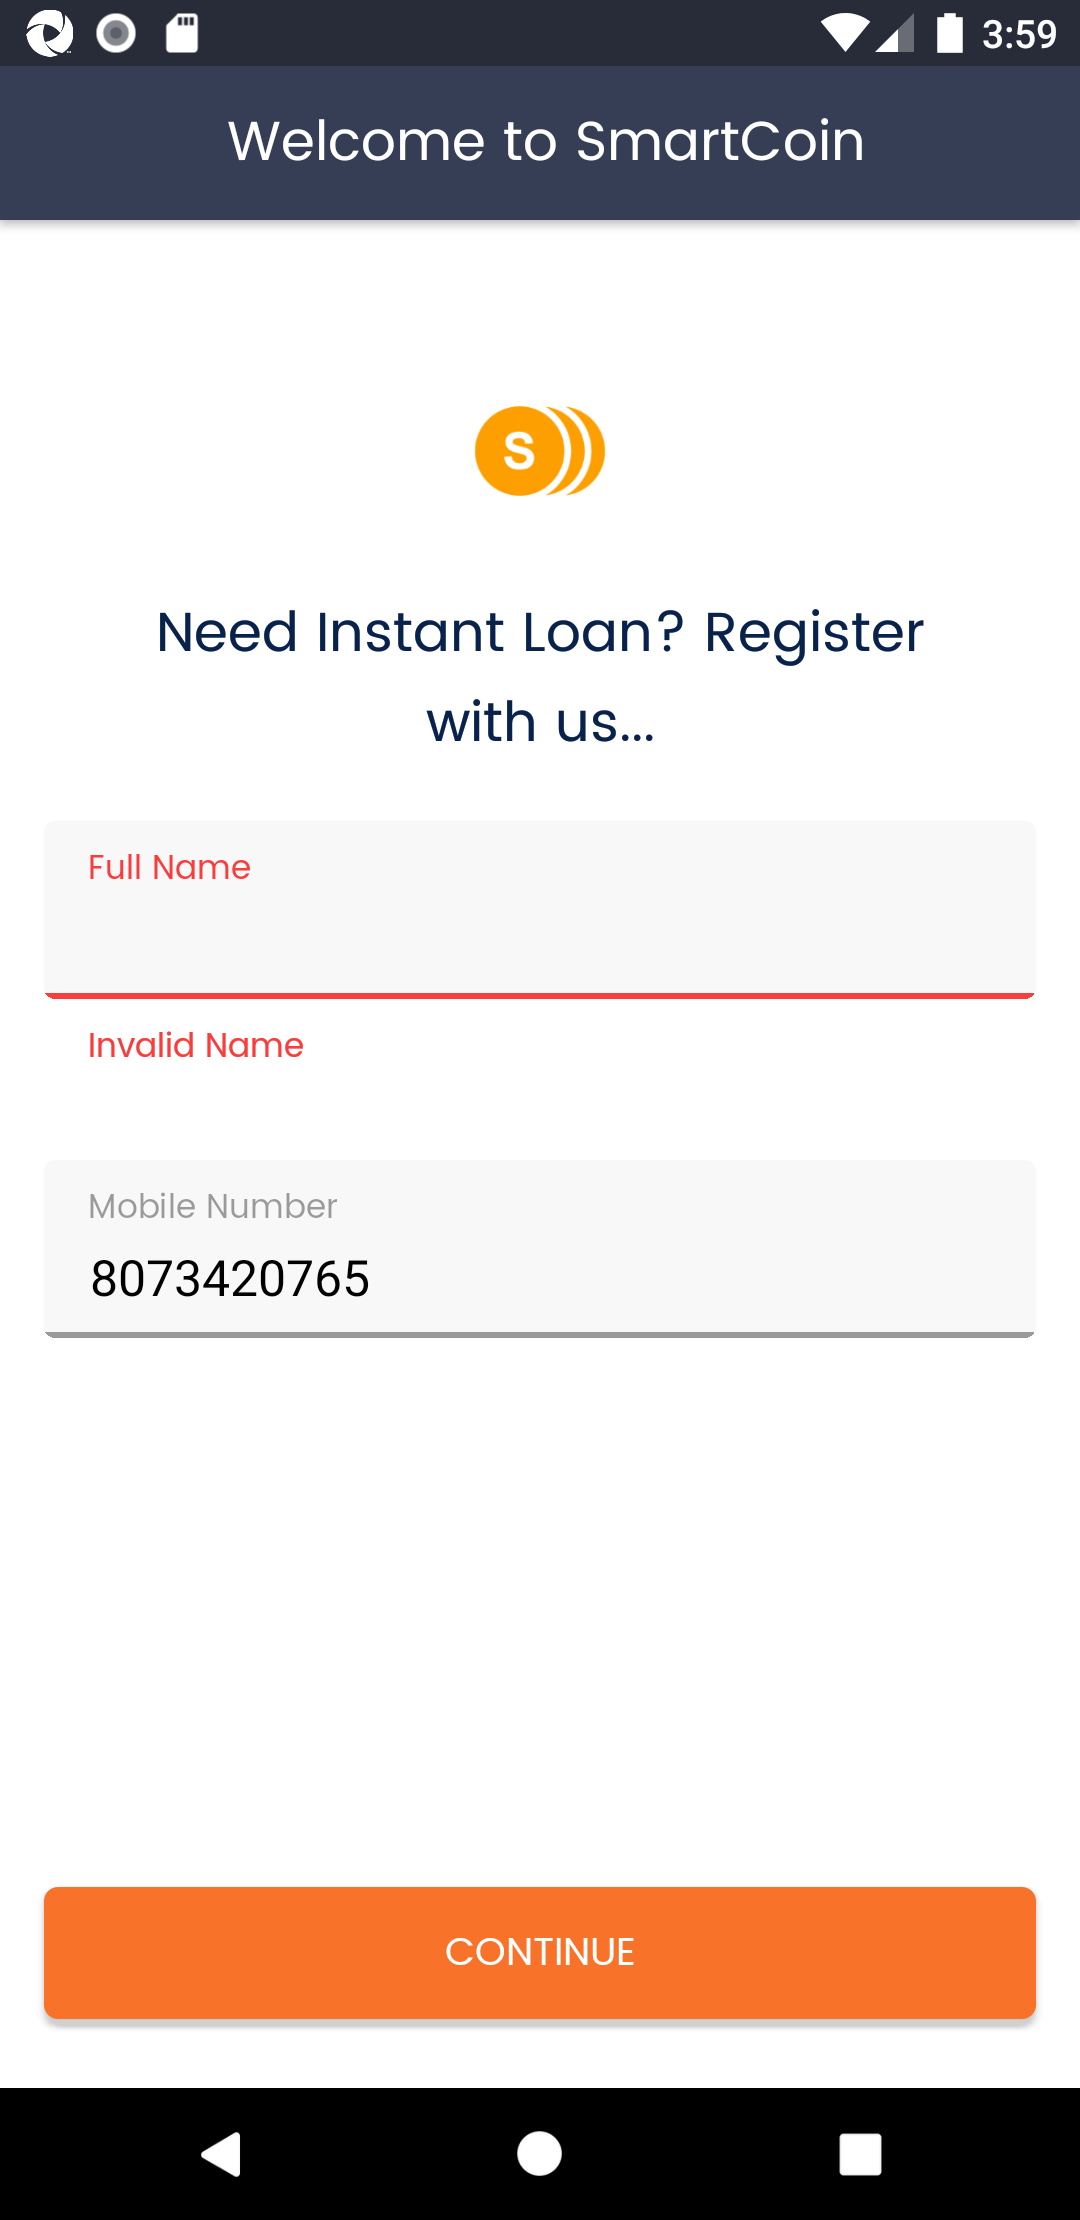 3:59
Welcome to SmartCoin
S
Need Instant Loan? Register
with us...
Full Name
Invalid Name
Mobile Number
8073420765
CONTINUE